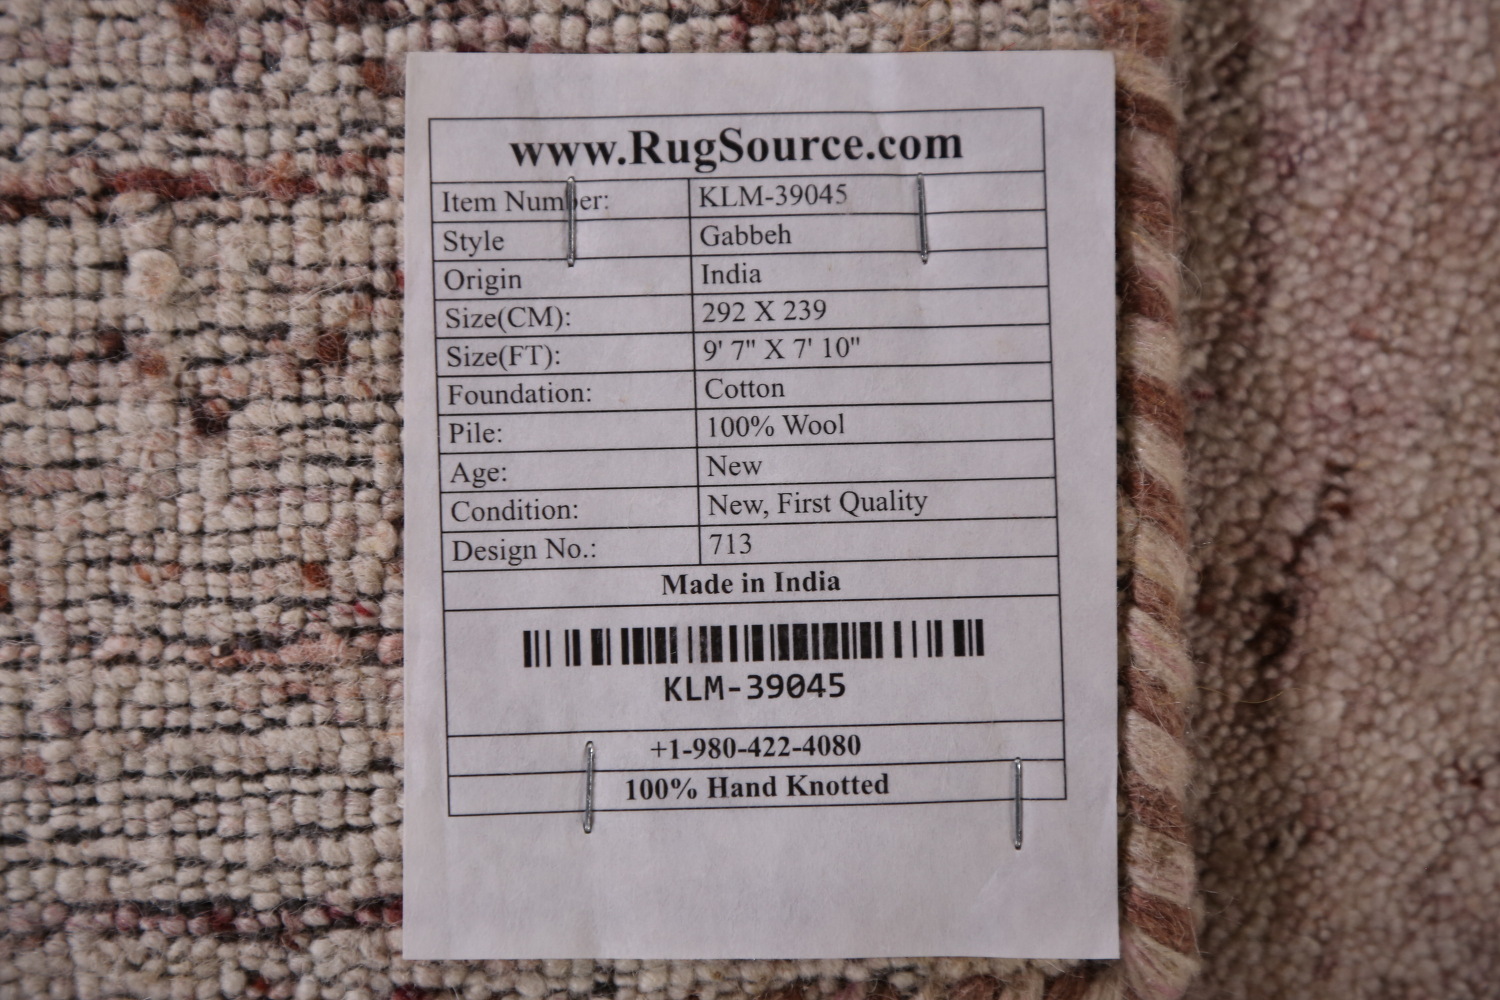 www.RugSource.com
Item Number: KLM-39045
Style Gabbeh
Origin India
Size(CM): 292 X 239
Size(FT): 9' 7" X 7' 10"
Foundation: Cotton
Pile: 100% Wool
Age: New
Condition: New, First Quality
Design No.: 713
Made in India
KLM-39045
+1-980-422-4080
100% Hand Knotted